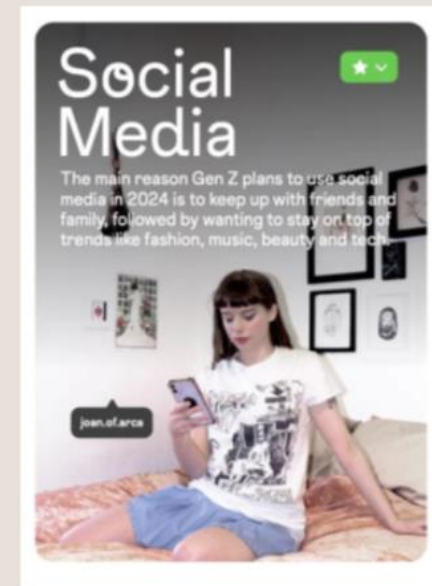 Social
Media
The main reason Gen Z plans to use social
media in 2024 is to keep up with friends and
family, followed by wanting to stay on top of
trends like fashion, music, beauty and tech.
joan.of.arca